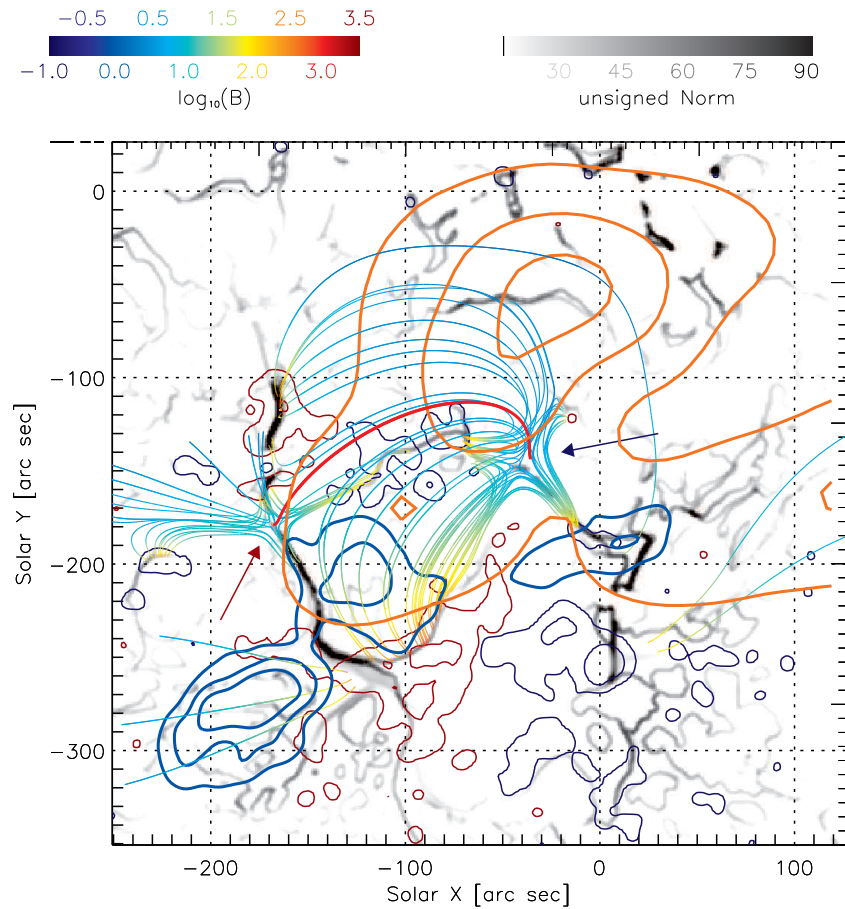 −0.5 0.5 1.5 2.5 3.5
−1.0 0.0 1.0 2.0 3.0
log₁₀(B)
30 45 60 75 90
unsigned Norm
0
−100
−200
−300
Solar Y [arc sec]
−200 −100 0 100
Solar X [arc sec]